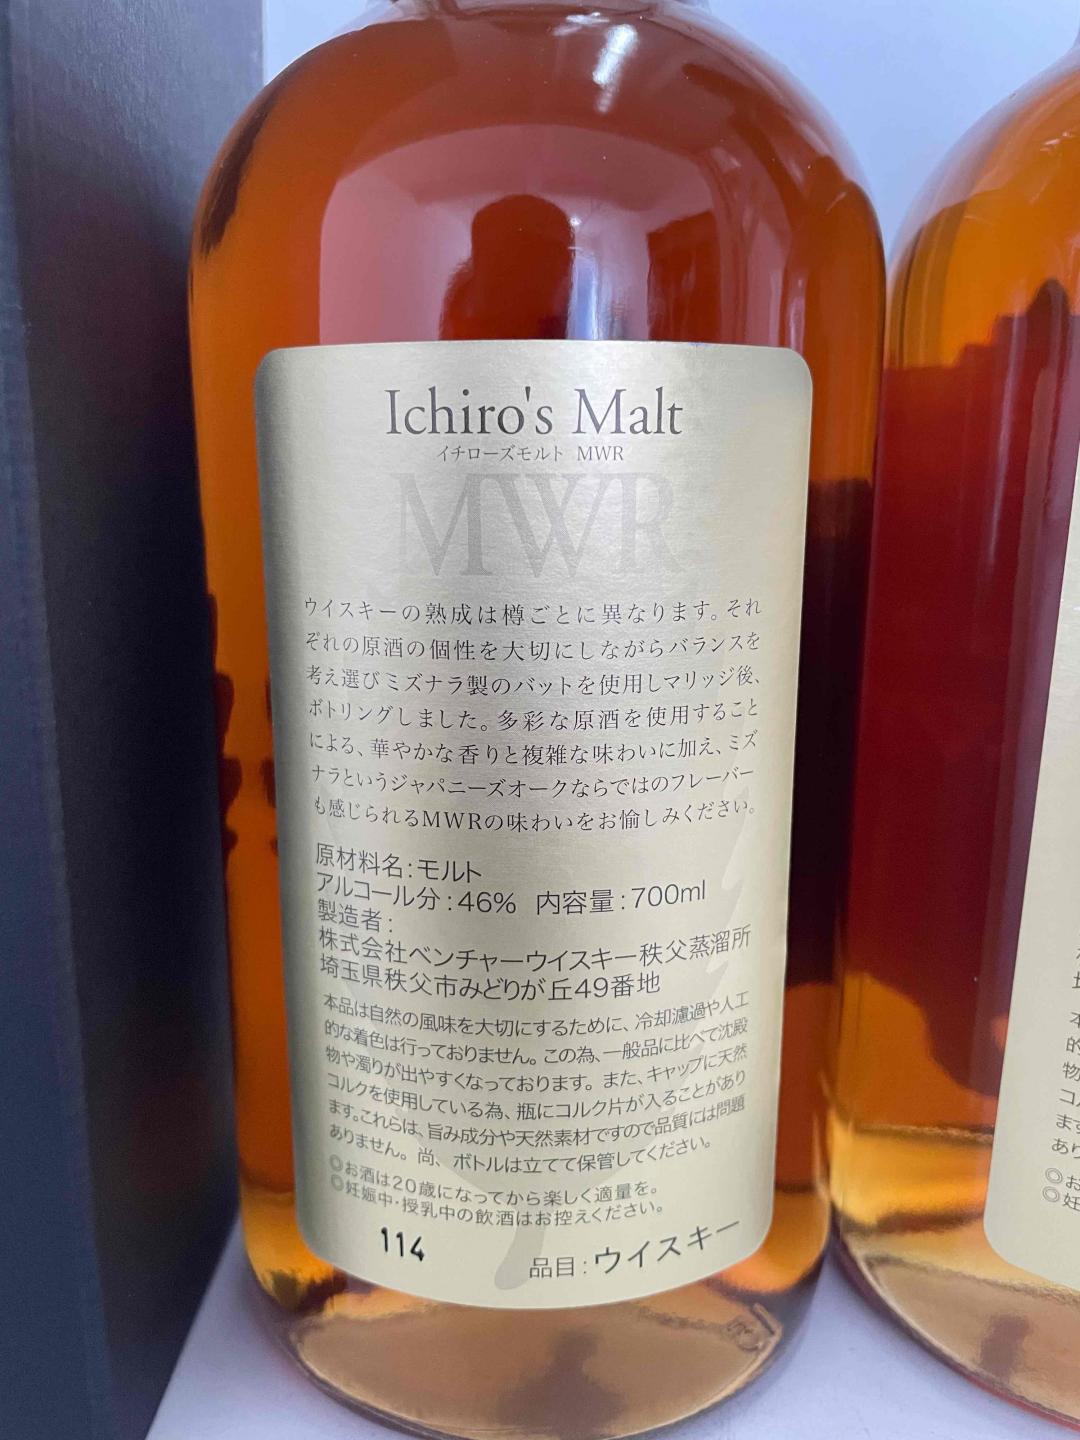 Ichiro's Malt
イチローズモルト MWR
MWR
ウイスキーの熟成は樽ごとに異なります。それ
ぞれの原酒の個性を大切にしながらバランスを
考え選びミズナラ製のバットを使用しマリッジ後、
ボトリングしました。多彩な原酒を使用すること
による、華やかな香りと複雑な味わいに加え、ミズ
ナラというジャパニーズオークならではのフレーバー
も感じられるMWRの味わいをお愉しみください。
原材料名:モルト
アルコール分:46% 内容量:700ml
製造者:
株式会社ベンチャーウイスキー秩父蒸溜所
埼玉県秩父市みどりが丘49番地
本品は自然の風味を大切にするために、冷却濾過や人工
的な着色は行っておりません。この為、一般品に比べて沈殿
物や濁りが出やすくなっております。また、キャップに天然
コルクを使用している為、瓶にコルク片が入ることがあり
ます。これらは、旨み成分や天然素材ですので品質には問題
ありません。尚、ボトルは立てて保管してください。
◎お酒は20歳になってから楽しく適量を。
◎妊娠中・授乳中の飲酒はお控えください。
114
品目:ウイスキー
本
的
物
コル
ます
あり
◎お
◎妊